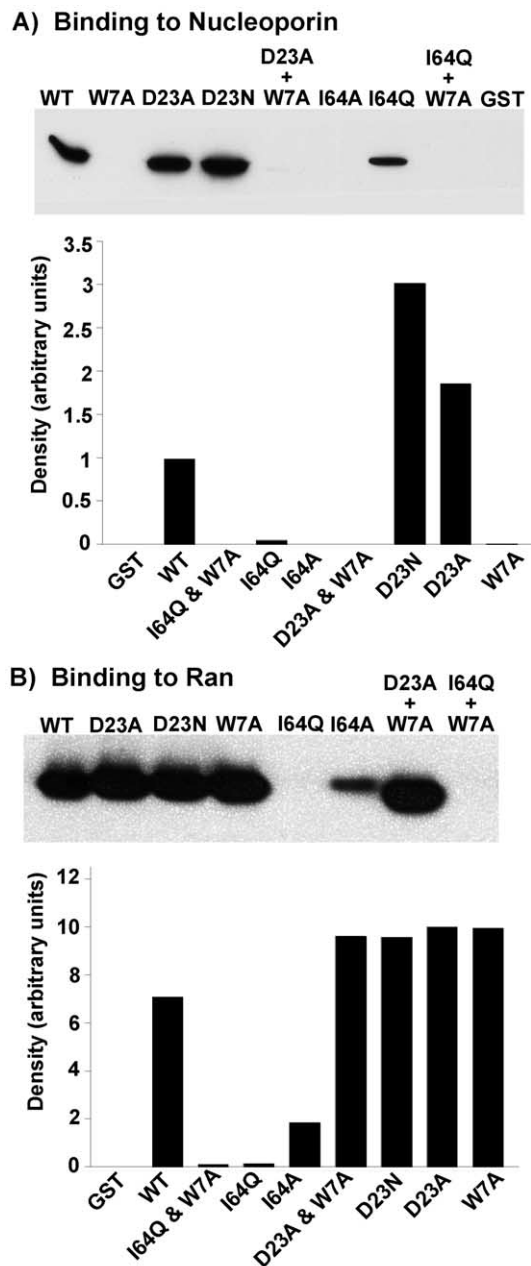 A) Binding to Nucleoporin
D23A I64Q
+ +
WT W7A D23A D23N W7A I64A I64Q W7A GST
3.5
3
2.5
2
1.5
1
0.5
0
Density (arbitrary units)
GST WT I64Q & W7A I64Q I64A D23A & W7A D23N D23A W7A
B) Binding to Ran
D23A I64Q
+ +
WT D23A D23N W7A I64Q I64A W7A W7A
12
10
8
6
4
2
0
Density (arbitrary units)
GST WT I64Q & W7A I64Q I64A D23A & W7A D23N D23A W7A